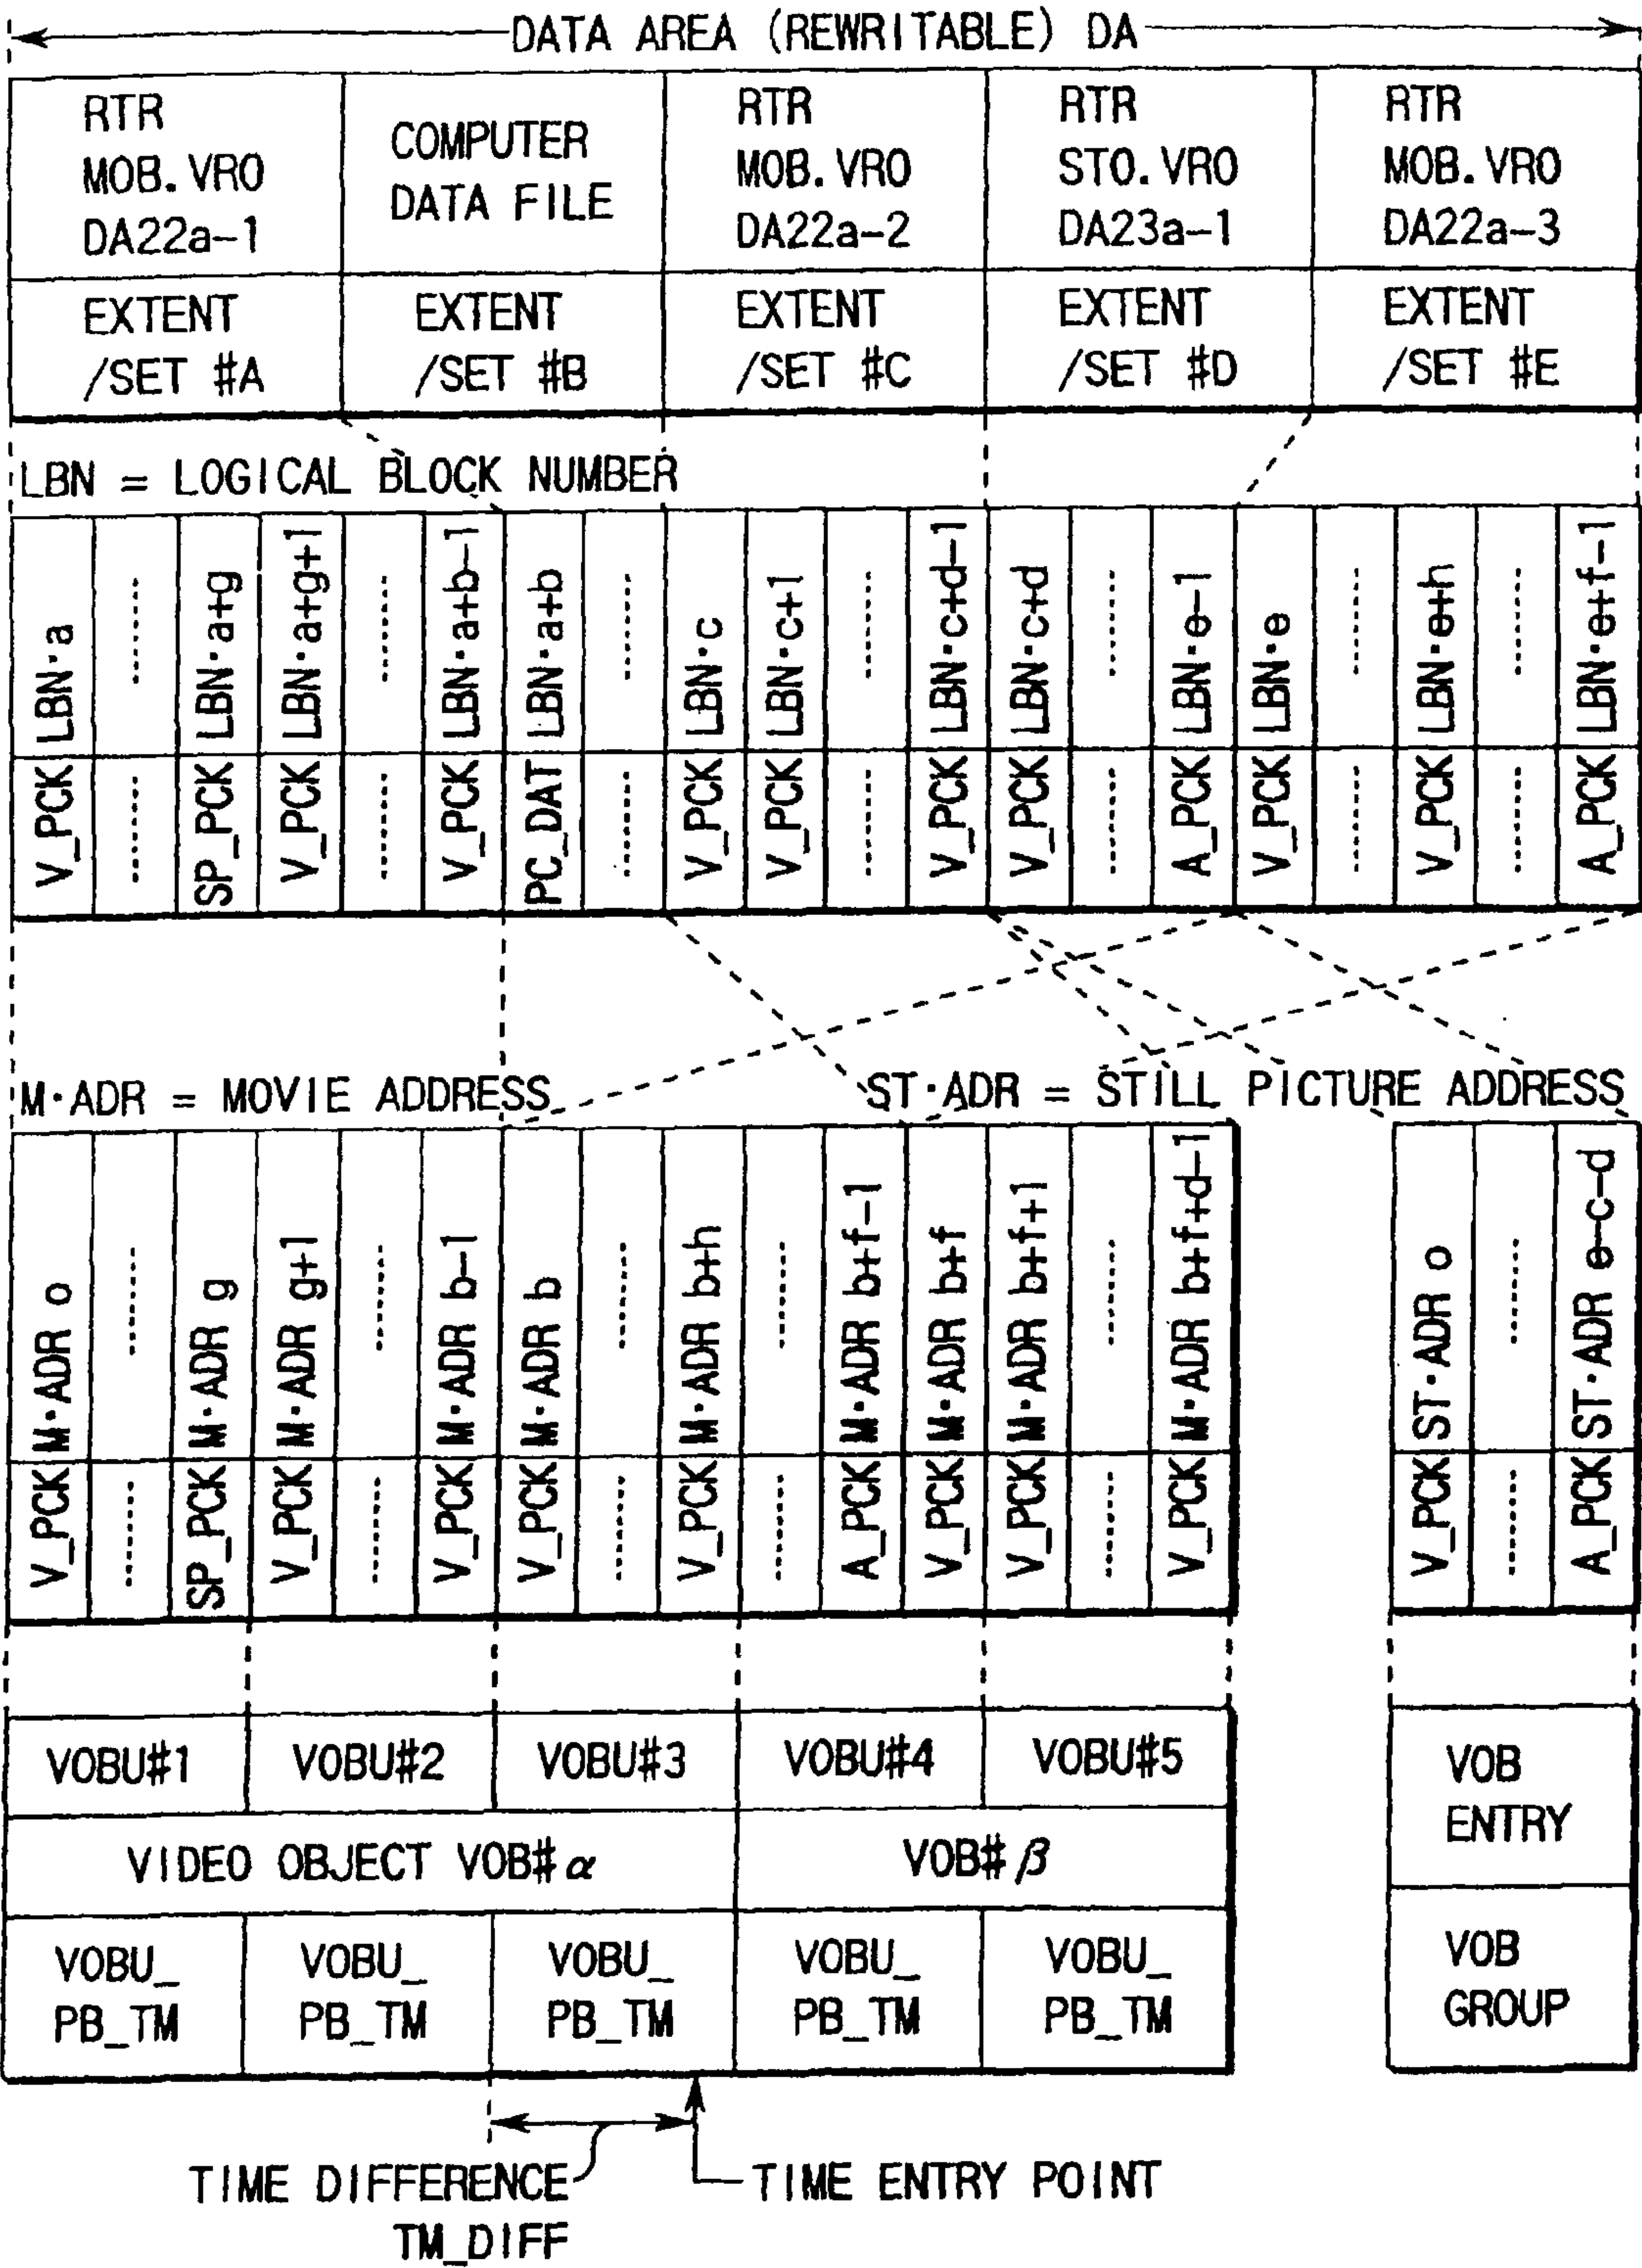 DATA AREA (REWRITABLE) DA
RTR MOB.VRO DA22a-1
COMPUTER DATA FILE
RTR MOB.VRO DA22a-2
RTR STO.VRO DA23a-1
RTR MOB.VRO DA22a-3
EXTENT /SET #A
EXTENT /SET #B
EXTENT /SET #C
EXTENT /SET #D
EXTENT /SET #E
LBN = LOGICAL BLOCK NUMBER
V_PCK LBN·a
SP_PCK LBN·a+g
V_PCK LBN·a+g+1
V_PCK LBN·a+b-1
PC_DAT LBN·a+b
V_PCK LBN·c
V_PCK LBN·c+1
V_PCK LBN·c+d-1
V_PCK LBN·c+d
A_PCK LBN·e-1
V_PCK LBN·e
V_PCK LBN·e+h
A_PCK LBN·e+f-1
M·ADR = MOVIE ADDRESS
ST·ADR = STILL PICTURE ADDRESS
V_PCK M·ADR o
SP_PCK M·ADR g
V_PCK M·ADR g+1
V_PCK M·ADR b-1
V_PCK M·ADR b
V_PCK M·ADR b+h
A_PCK M·ADR b+f-1
V_PCK M·ADR b+f
V_PCK M·ADR b+f+1
V_PCK M·ADR b+f+d-1
V_PCK ST·ADR o
A_PCK ST·ADR e-c-d
VOBU#1
VOBU#2
VOBU#3
VOBU#4
VOBU#5
VOB ENTRY
VIDEO OBJECT VOB#α
VOB#β
VOBU_ PB_TM
VOBU_ PB_TM
VOBU_ PB_TM
VOBU_ PB_TM
VOBU_ PB_TM
VOB GROUP
TIME DIFFERENCE TM_DIFF
TIME ENTRY POINT